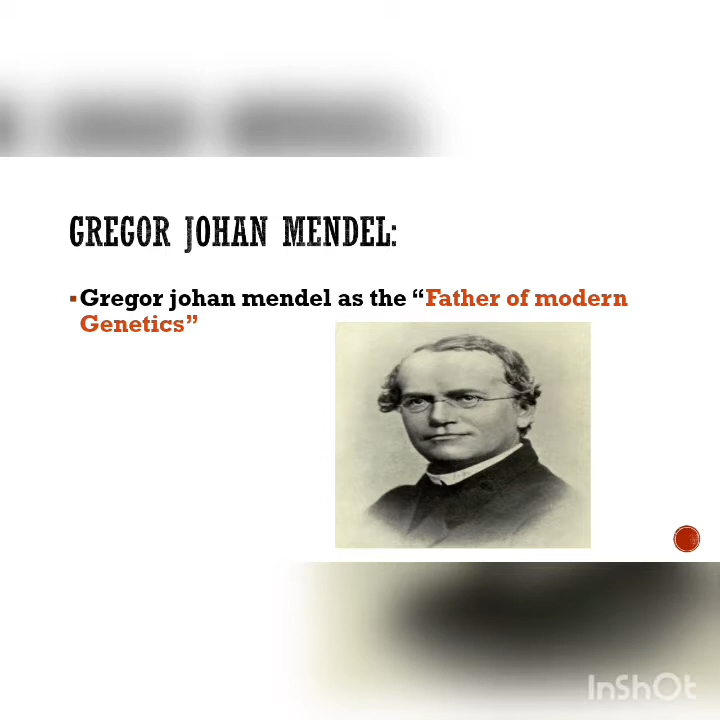 GREGOR JOHAN MENDEL:
▪Gregor johan mendel as the “Father of modern
Genetics”
InShOt